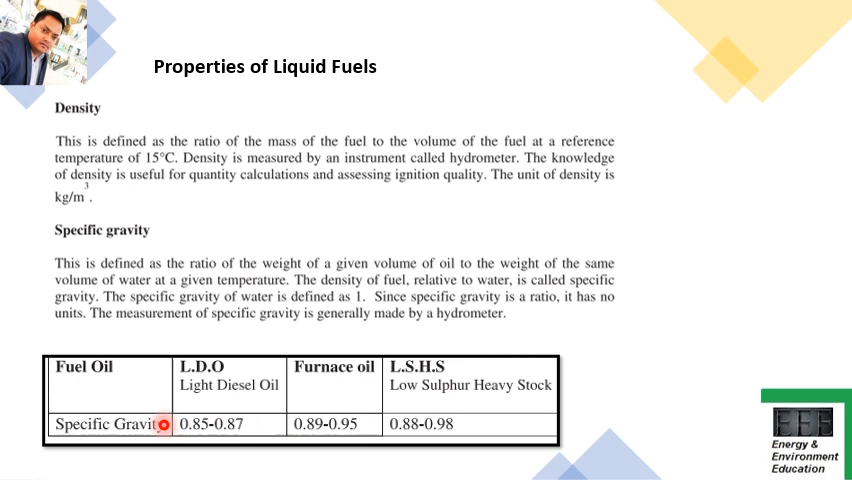 Properties of Liquid Fuels
Density
This is defined as the ratio of the mass of the fuel to the volume of the fuel at a reference
temperature of 15°C. Density is measured by an instrument called hydrometer. The knowledge
of density is useful for quantity calculations and assessing ignition quality. The unit of density is
kg/m³.
Specific gravity
This is defined as the ratio of the weight of a given volume of oil to the weight of the same
volume of water at a given temperature. The density of fuel, relative to water, is called specific
gravity. The specific gravity of water is defined as 1. Since specific gravity is a ratio, it has no
units. The measurement of specific gravity is generally made by a hydrometer.
Fuel Oil L.D.O Furnace oil L.S.H.S
Light Diesel Oil Low Sulphur Heavy Stock
Specific Gravity 0.85-0.87 0.89-0.95 0.88-0.98
EEE
Energy &
Environment
Education